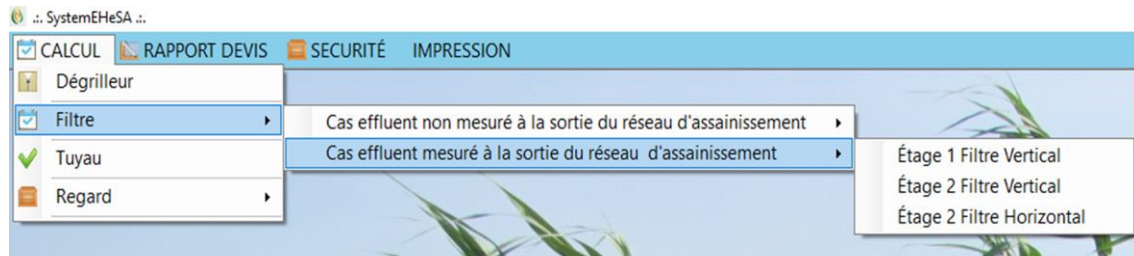 .:. SystemEHeSA .:.
CALCUL RAPPORT DEVIS SECURITÉ IMPRESSION
Dégrilleur
Filtre
Cas effluent non mesuré à la sortie du réseau d'assainissement
Cas effluent mesuré à la sortie du réseau d'assainissement
Étage 1 Filtre Vertical
Étage 2 Filtre Vertical
Étage 2 Filtre Horizontal
Tuyau
Regard